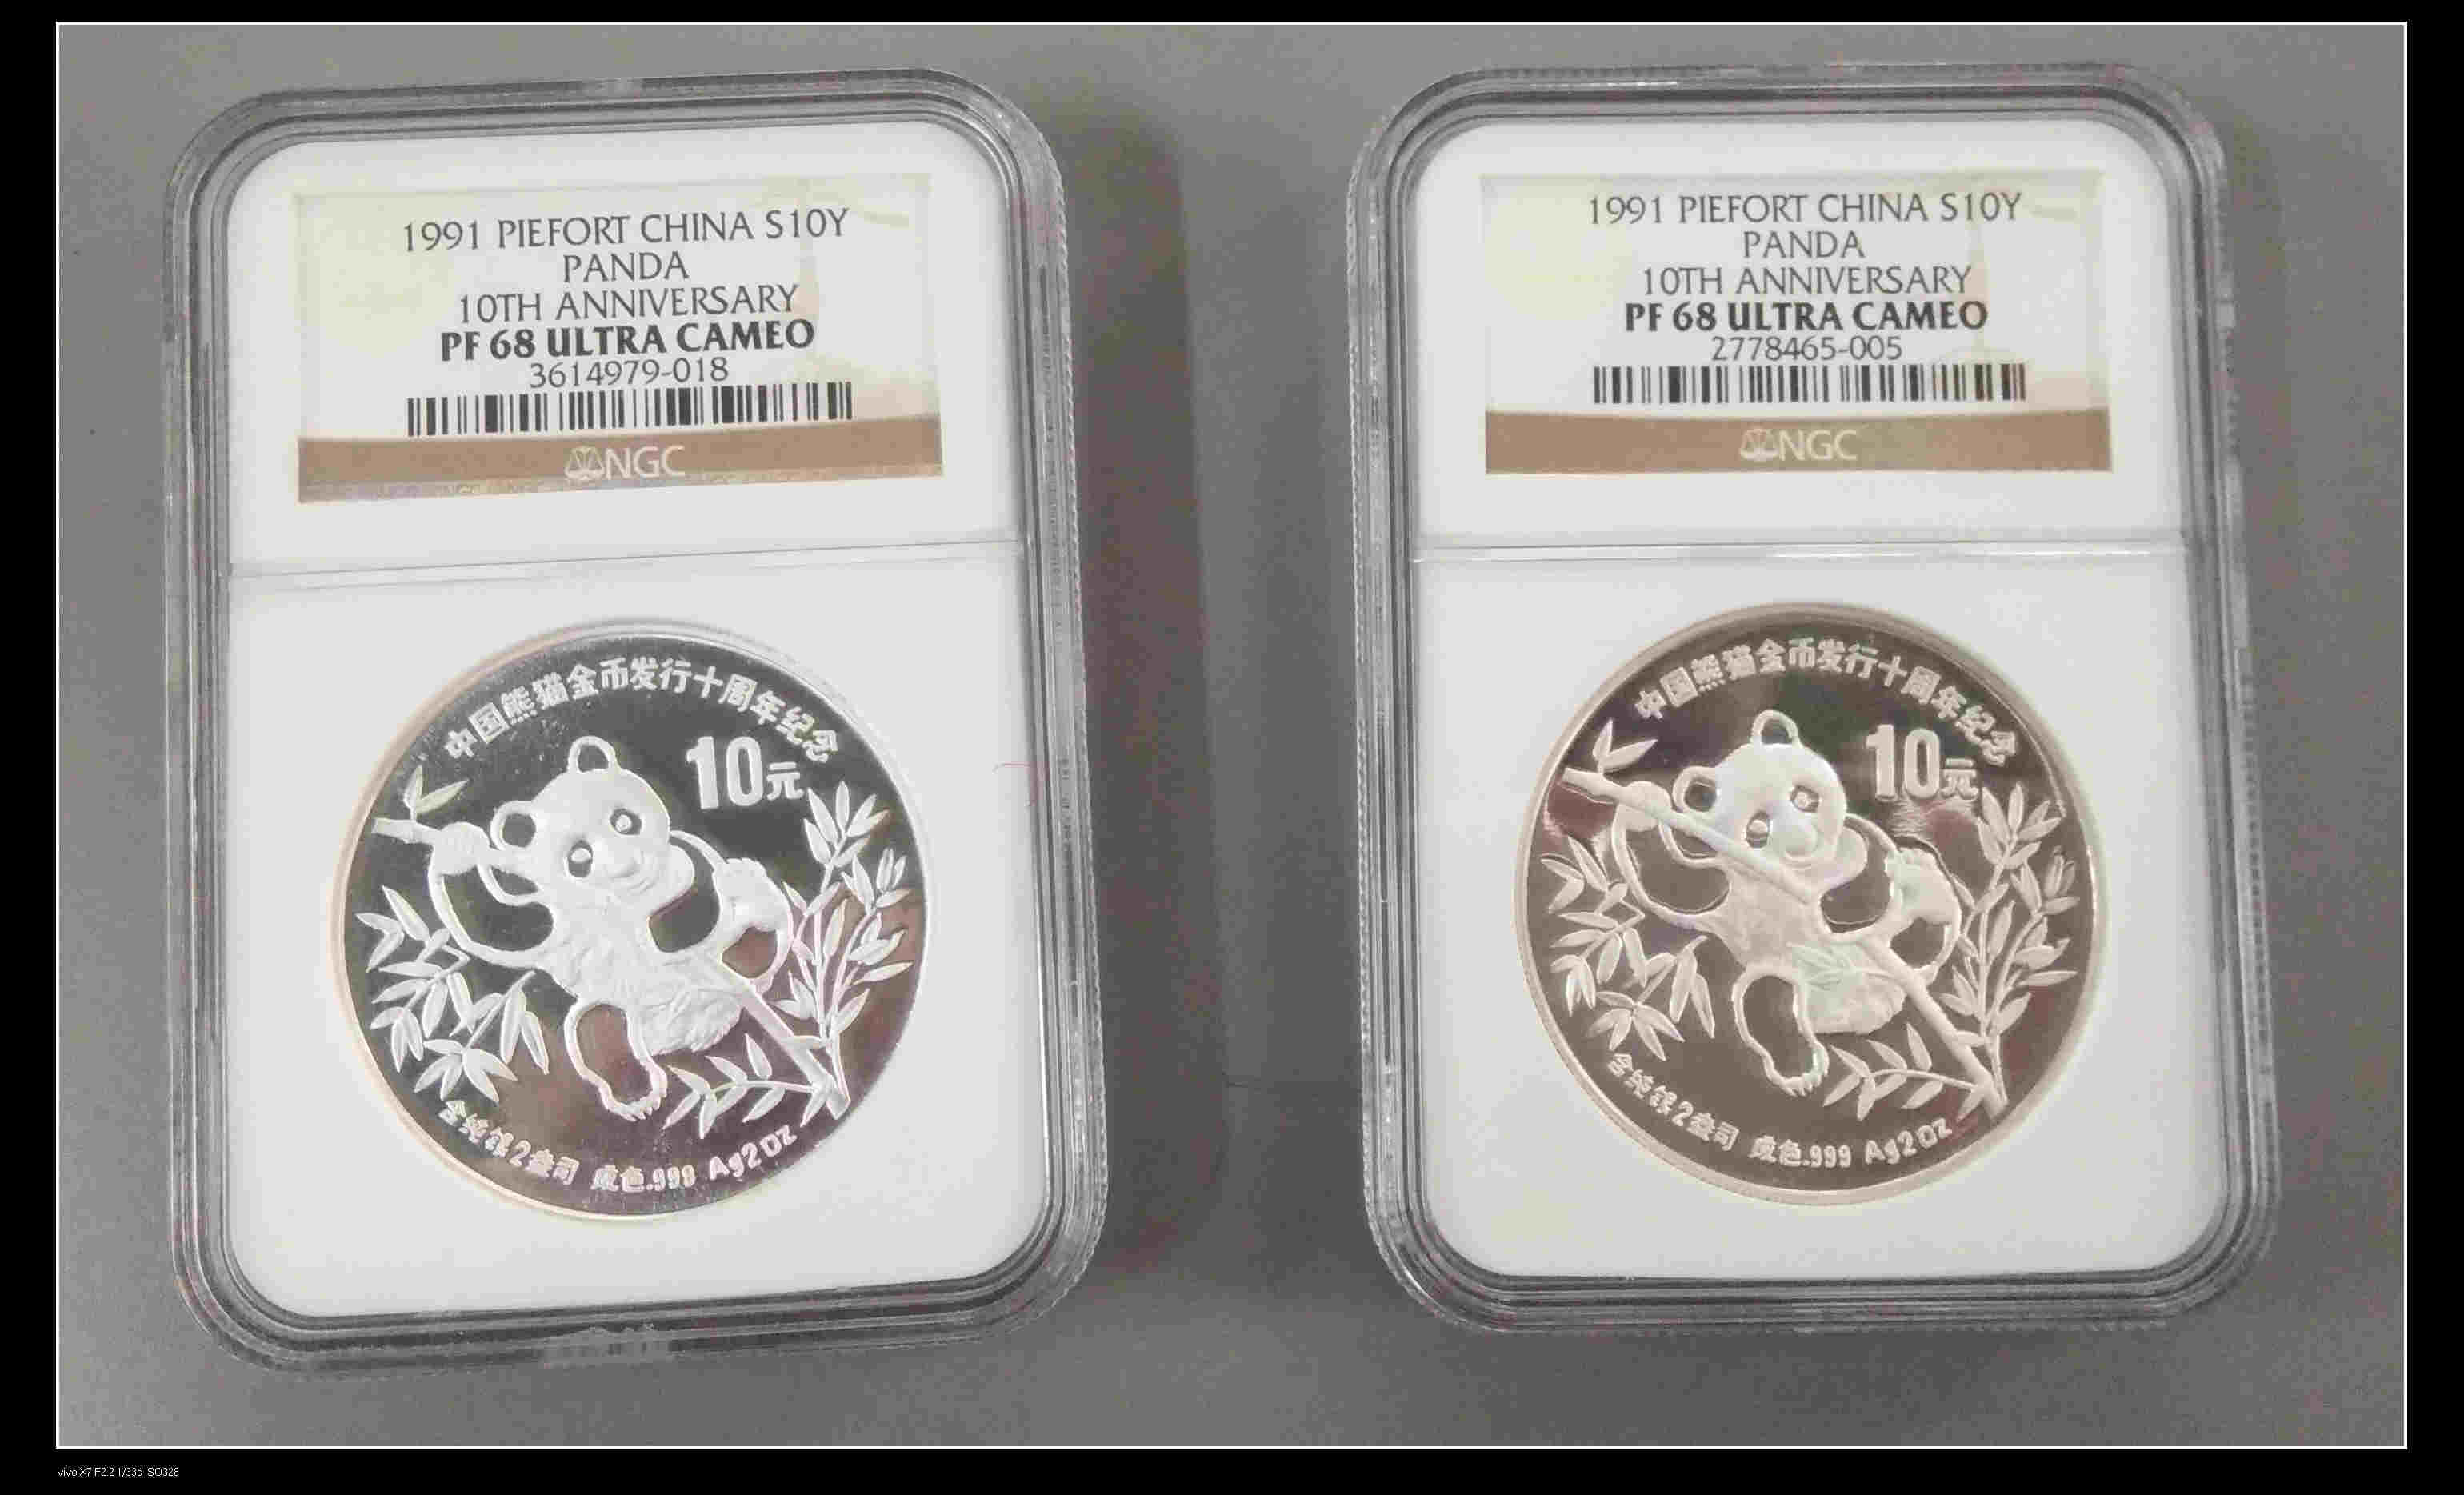 1991 PIEFORT CHINA S10Y
PANDA
10TH ANNIVERSARY
PF 68 ULTRA CAMEO
3614979-018
NGC
中国熊猫金币发行十周年纪念
10元
含纯银2盎司 成色.999 Ag2oz
1991 PIEFORT CHINA S10Y
PANDA
10TH ANNIVERSARY
PF 68 ULTRA CAMEO
2778465-005
NGC
中国熊猫金币发行十周年纪念
10元
含纯银2盎司 成色.999 Ag2oz
vivo X7 F2.2 1/33s ISO328